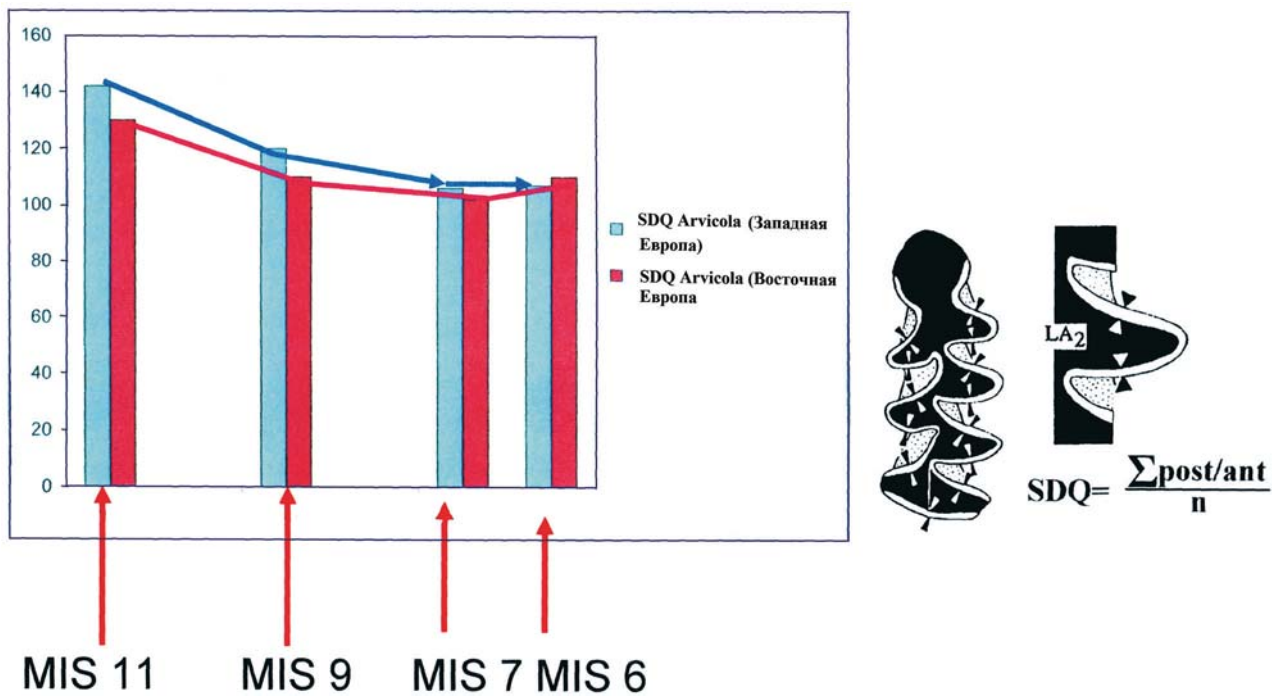 160
140
120
100
80
60
40
20
0
SDQ Arvicola (Западная
Европа)
SDQ Arvicola (Восточная
Европа
MIS 11
MIS 9
MIS 7
MIS 6
LA₂
SDQ= ∑post/ant
n